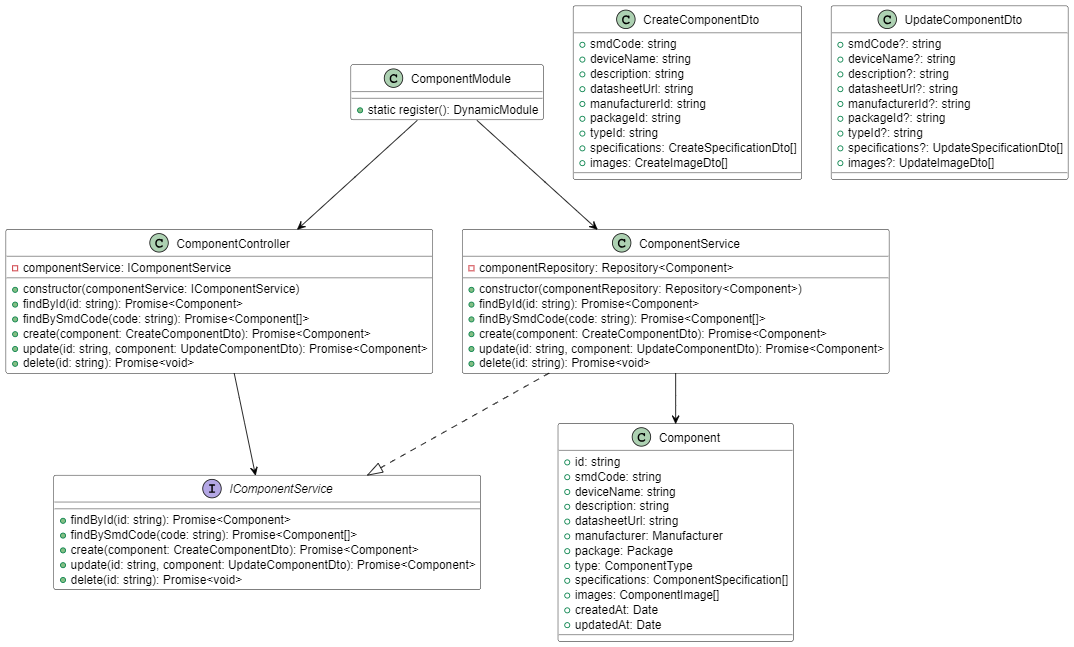 C CreateComponentDto
smdCode: string
deviceName: string
description: string
datasheetUrl: string
manufacturerId: string
packageId: string
typeId: string
specifications: CreateSpecificationDto[]
images: CreateImageDto[]
C UpdateComponentDto
smdCode?: string
deviceName?: string
description?: string
datasheetUrl?: string
manufacturerId?: string
packageId?: string
typeId?: string
specifications?: UpdateSpecificationDto[]
images?: UpdateImageDto[]
C ComponentModule
static register(): DynamicModule
C ComponentController
componentService: IComponentService
constructor(componentService: IComponentService)
findById(id: string): Promise<Component>
findBySmdCode(code: string): Promise<Component[]>
create(component: CreateComponentDto): Promise<Component>
update(id: string, component: UpdateComponentDto): Promise<Component>
delete(id: string): Promise<void>
C ComponentService
componentRepository: Repository<Component>
constructor(componentRepository: Repository<Component>)
findById(id: string): Promise<Component>
findBySmdCode(code: string): Promise<Component[]>
create(component: CreateComponentDto): Promise<Component>
update(id: string, component: UpdateComponentDto): Promise<Component>
delete(id: string): Promise<void>
I IComponentService
findById(id: string): Promise<Component>
findBySmdCode(code: string): Promise<Component[]>
create(component: CreateComponentDto): Promise<Component>
update(id: string, component: UpdateComponentDto): Promise<Component>
delete(id: string): Promise<void>
C Component
id: string
smdCode: string
deviceName: string
description: string
datasheetUrl: string
manufacturer: Manufacturer
package: Package
type: ComponentType
specifications: ComponentSpecification[]
images: ComponentImage[]
createdAt: Date
updatedAt: Date